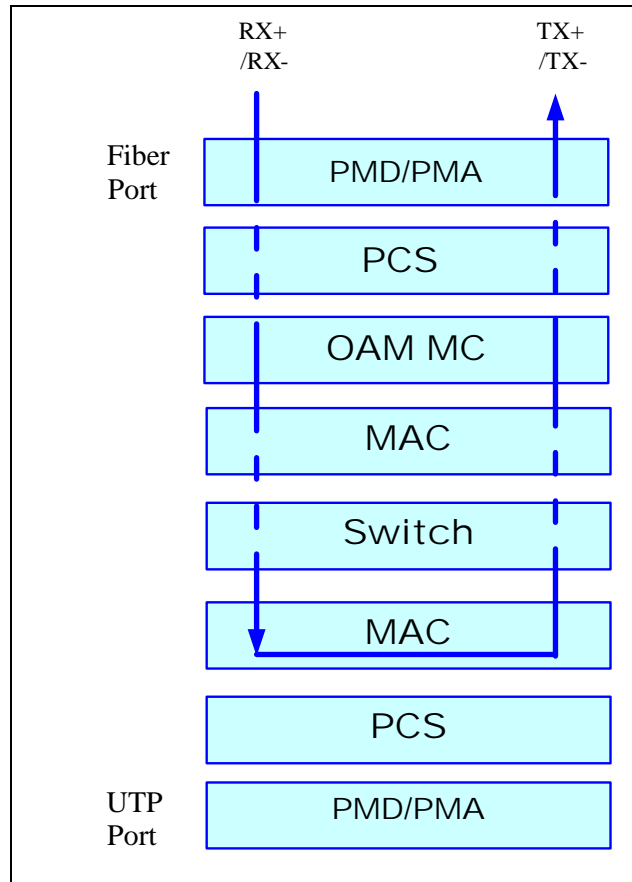 RX+
/RX-
TX+
/TX-
Fiber
Port
PMD/PMA
PCS
OAM MC
MAC
Switch
MAC
PCS
UTP
Port
PMD/PMA